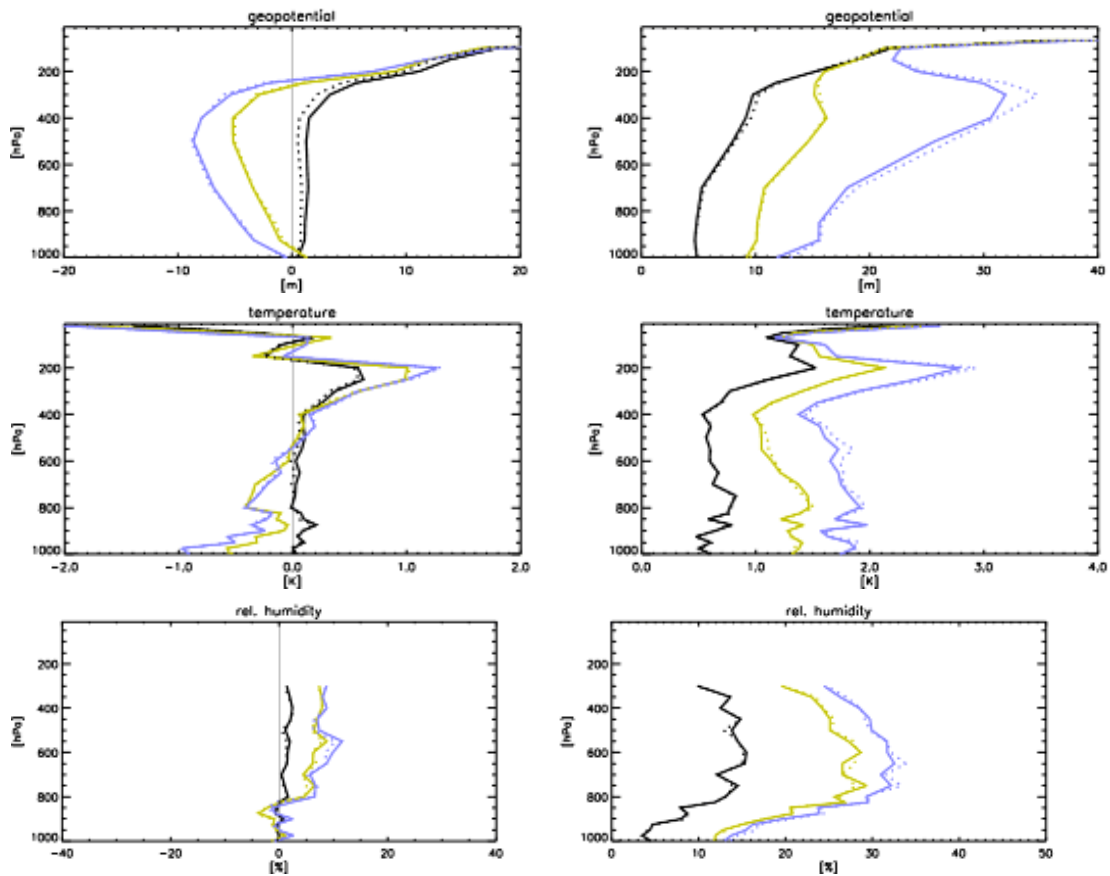 geopotential geopotential
200 200
400 400
[hPa] [hPa]
600 600
800 800
1000 1000
-20 -10 0 10 20 0 10 20 30 40
[m] [m]
temperature temperature
200 200
400 400
[hPa] [hPa]
600 600
800 800
1000 1000
-2.0 -1.0 0.0 1.0 2.0 0.0 1.0 2.0 3.0 4.0
[K] [K]
rel. humidity rel. humidity
200 200
400 400
[hPa] [hPa]
600 600
800 800
1000 1000
-40 -20 0 20 40 0 10 20 30 40 50
[%] [%]